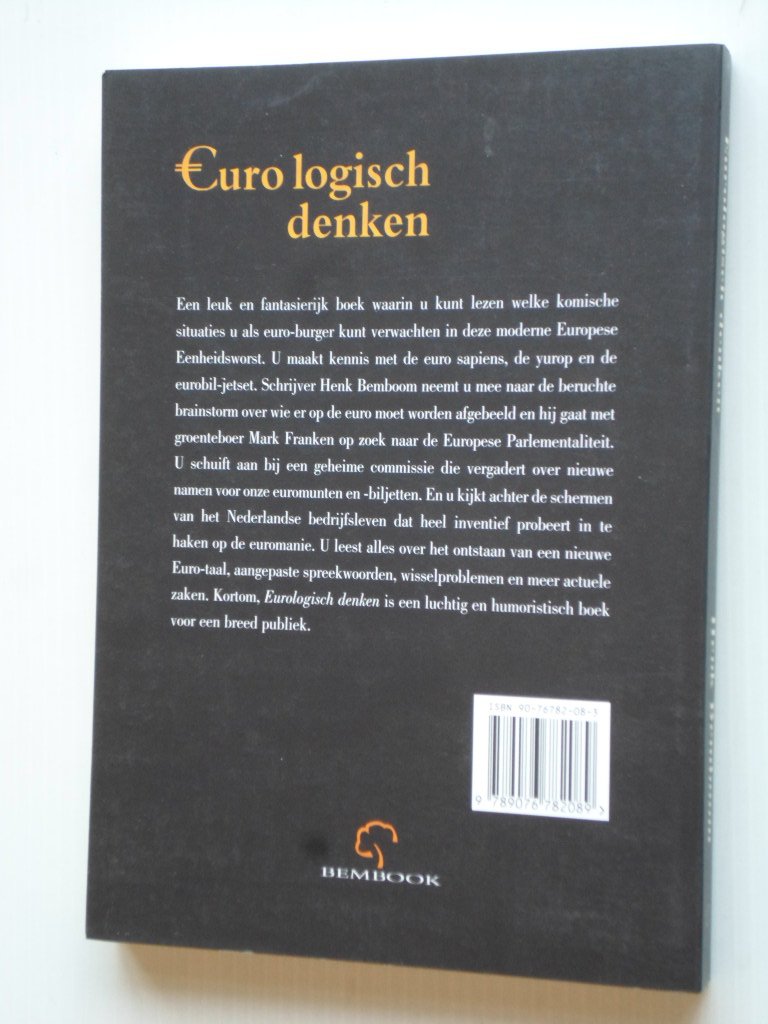 €uro logisch
denken
Een leuk en fantasierijk boek waarin u kunt lezen welke komische
situaties u als euro-burger kunt verwachten in deze moderne Europese
Eenheidsworst. U maakt kennis met de euro sapiens, de yurop en de
eurobil-jetset. Schrijver Henk Bemboom neemt u mee naar de beruchte
brainstorm over wie er op de euro moet worden afgebeeld en hij gaat met
groenteboer Mark Franken op zoek naar de Europese Parlementaliteit.
U schuift aan bij een geheime commissie die vergadert over nieuwe
namen voor onze euromunten en -biljetten. En u kijkt achter de schermen
van het Nederlandse bedrijfsleven dat heel inventief probeert in te
haken op de euromanie. U leest alles over het ontstaan van een nieuwe
Euro-taal, aangepaste spreekwoorden, wisselproblemen en meer actuele
zaken. Kortom, Eurologisch denken is een luchtig en humoristisch boek
voor een breed publiek.
ISBN 90-76782-08-3
9 789076 782089 >
BEMBOOK
Eurologisch denken
Henk Bemboom